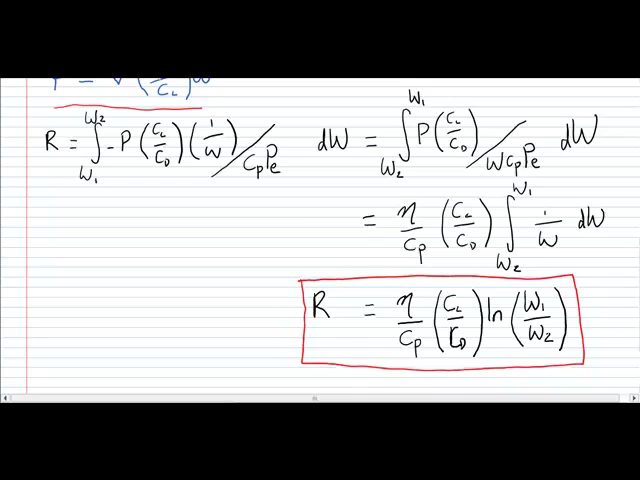 R = ∫_{W₁}^{W₂} -P (C_L/C_D) (1/W) / C_p P_e dW = ∫_{W₂}^{W₁} P (C_L/C_D) / W C_p P_e dW
= η/C_p (C_L/C_D) ∫_{W₂}^{W₁} 1/W dW
R = η/C_p (C_L/C_D) ln (W₁/W₂)